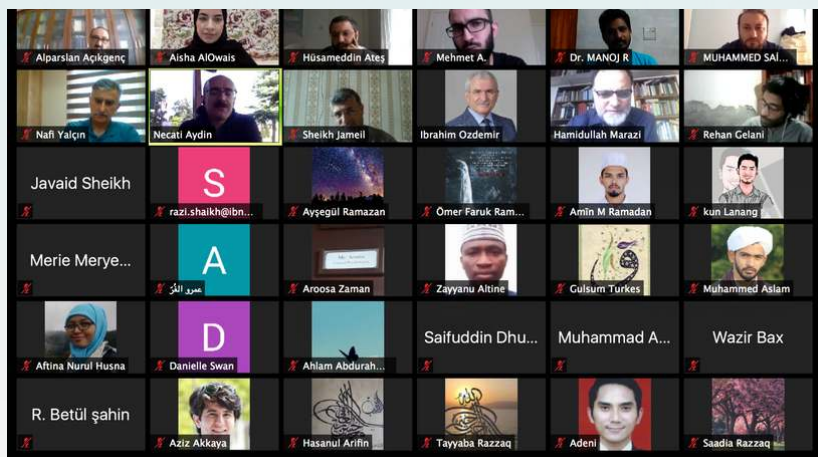 Alparslan Açıkgenç
Aisha AlOwais
Hüsameddin Ateş
Mehmet A.
Dr. MANOJ R
MUHAMMED SAİ...
Nafi Yalçın
Necati Aydin
Sheikh Jameil
Ibrahim Ozdemir
Hamidullah Marazi
Rehan Gelani
Javaid Sheikh
S
razi.shaikh@ibn...
Ayşegül Ramazan
Ömer Faruk Ram...
Amīn M Ramadan
kun Lanang
Merie Merye...
A
عمرو الدُّرّ
Aroosa Zaman
Zayyanu Altine
Gulsum Turkes
Muhammed Aslam
Aftina Nurul Husna
D
Danielle Swan
Ahlam Abdurah...
Saifuddin Dhu...
Muhammad A...
Wazir Bax
R. Betül şahin
Aziz Akkaya
Hasanul Arifin
Tayyaba Razzaq
Adeni
Saadia Razzaq